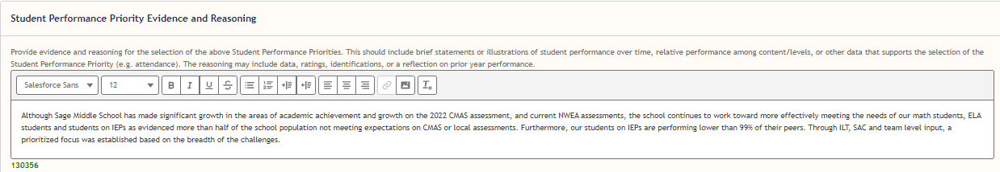 Student Performance Priority Evidence and Reasoning
Provide evidence and reasoning for the selection of the above Student Performance Priorities. This should include brief statements or illustrations of student performance over time, relative performance among content/levels, or other data that supports the selection of the
Student Performance Priority (e.g. attendance). The reasoning may include data, ratings, identifications, or a reflection on prior year performance.
Salesforce Sans 12 B I U S Tx
Although Sage Middle School has made significant growth in the areas of academic achievement and growth on the 2022 CMAS assessment, and current NWEA assessments, the school continues to work toward more effectively meeting the needs of our math students, ELA
students and students on IEPs as evidenced more than half of the school population not meeting expectations on CMAS or local assessments. Furthermore, our students on IEPs are performing lower than 99% of their peers. Through ILT, SAC and team level input, a
prioritized focus was established based on the breadth of the challenges.
130356